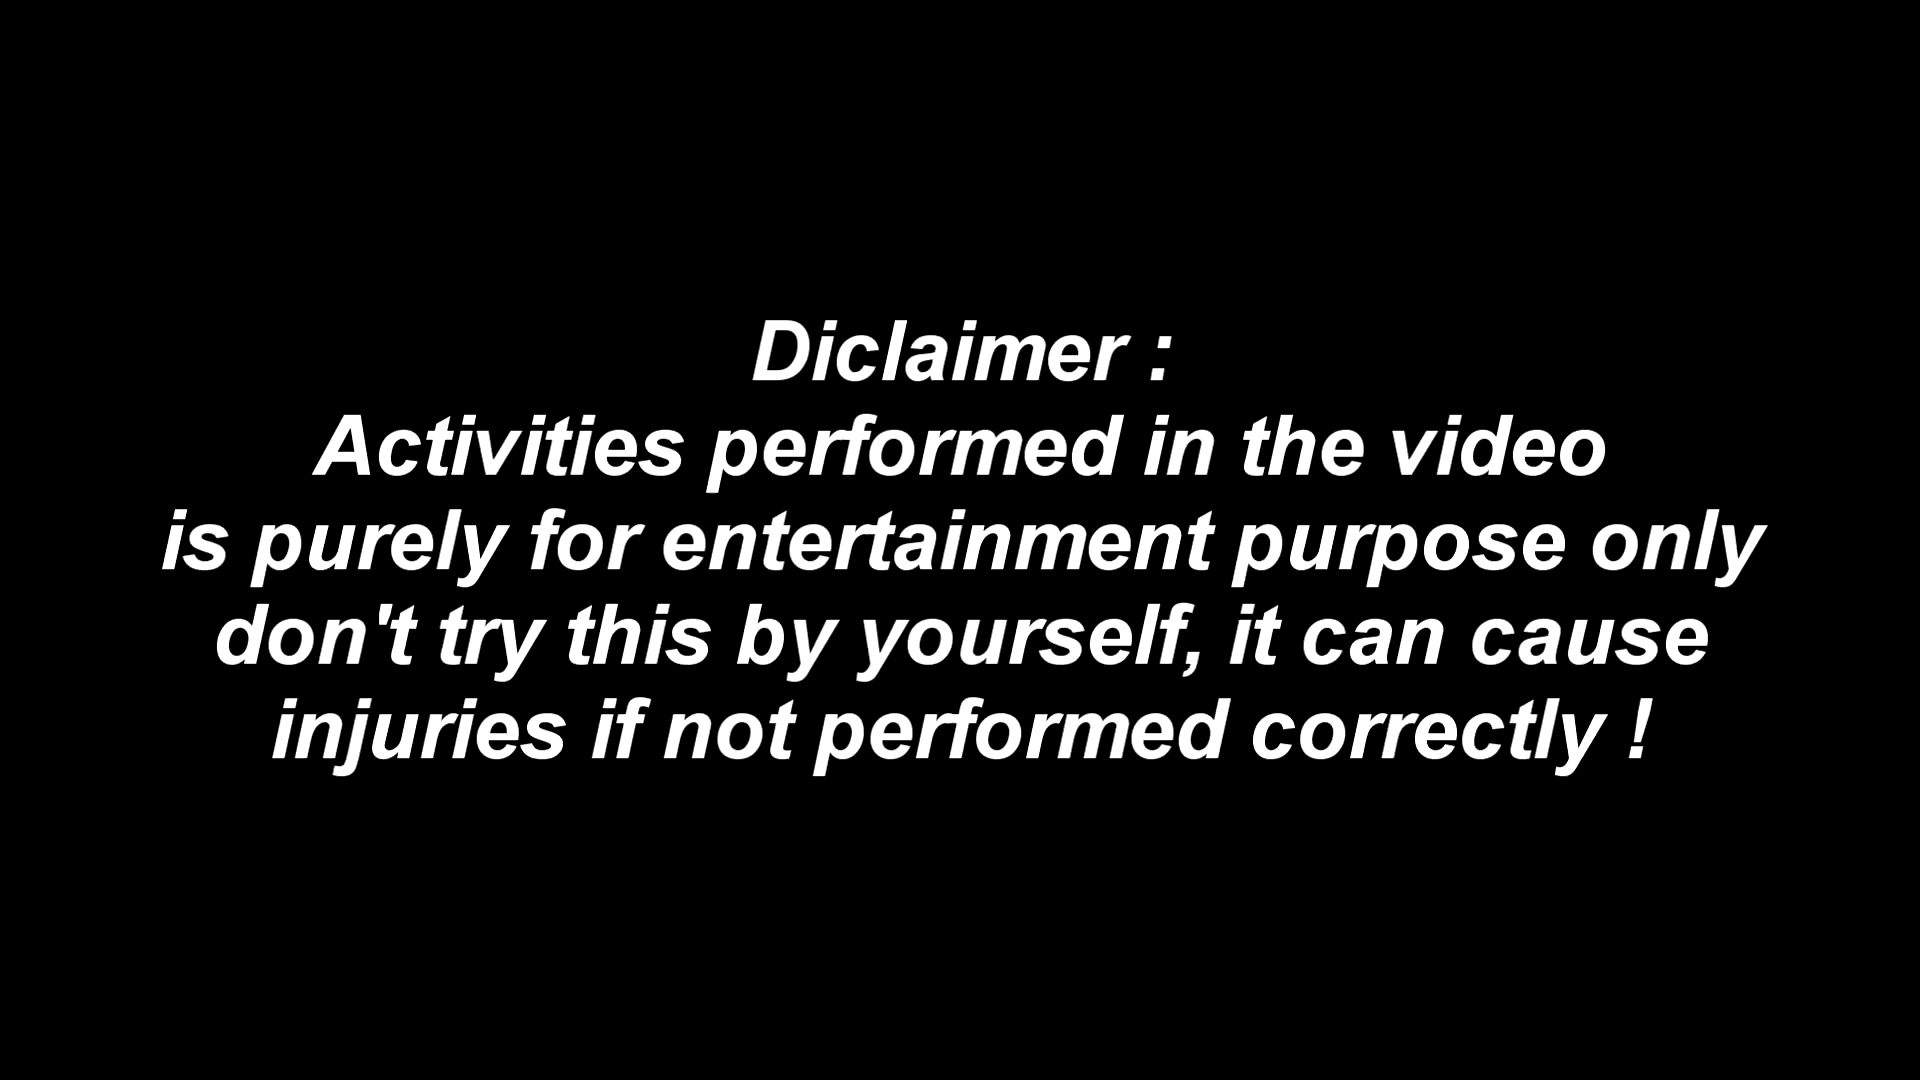 Diclaimer :
Activities performed in the video
is purely for entertainment purpose only
don't try this by yourself, it can cause
injuries if not performed correctly !